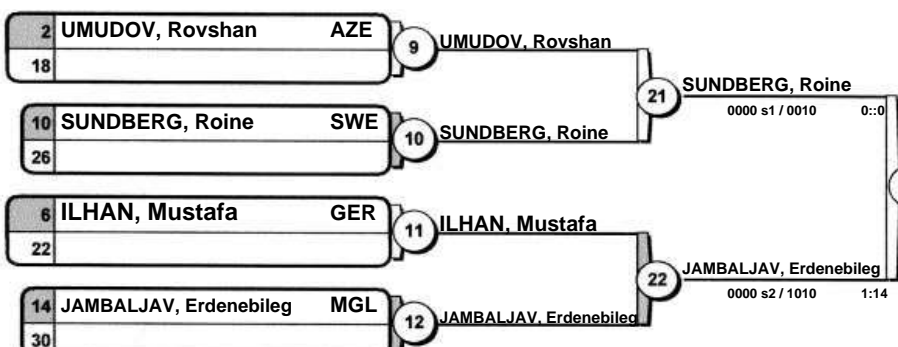 2 UMUDOV, Rovshan AZE
18
9 UMUDOV, Rovshan
10 SUNDBERG, Roine SWE
26
10 SUNDBERG, Roine
21 SUNDBERG, Roine
0000 s1 / 0010 0::0
6 ILHAN, Mustafa GER
22
11 ILHAN, Mustafa
14 JAMBALJAV, Erdenebileg MGL
30
12 JAMBALJAV, Erdenebileg
22 JAMBALJAV, Erdenebileg
0000 s2 / 1010 1:14